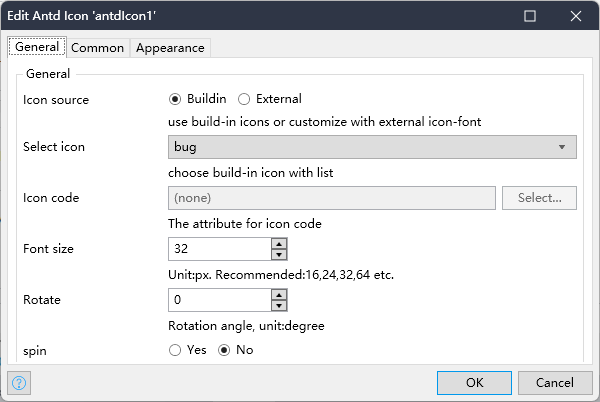 Edit Antd Icon 'antdIcon1'
General Common Appearance
General
Icon source Buildin External
use build-in icons or customize with external icon-font
Select icon bug
choose build-in icon with list
Icon code (none) Select...
The attribute for icon code
Font size 32
Unit:px. Recommended:16,24,32,64 etc.
Rotate 0
Rotation angle, unit:degree
spin Yes No
? OK Cancel